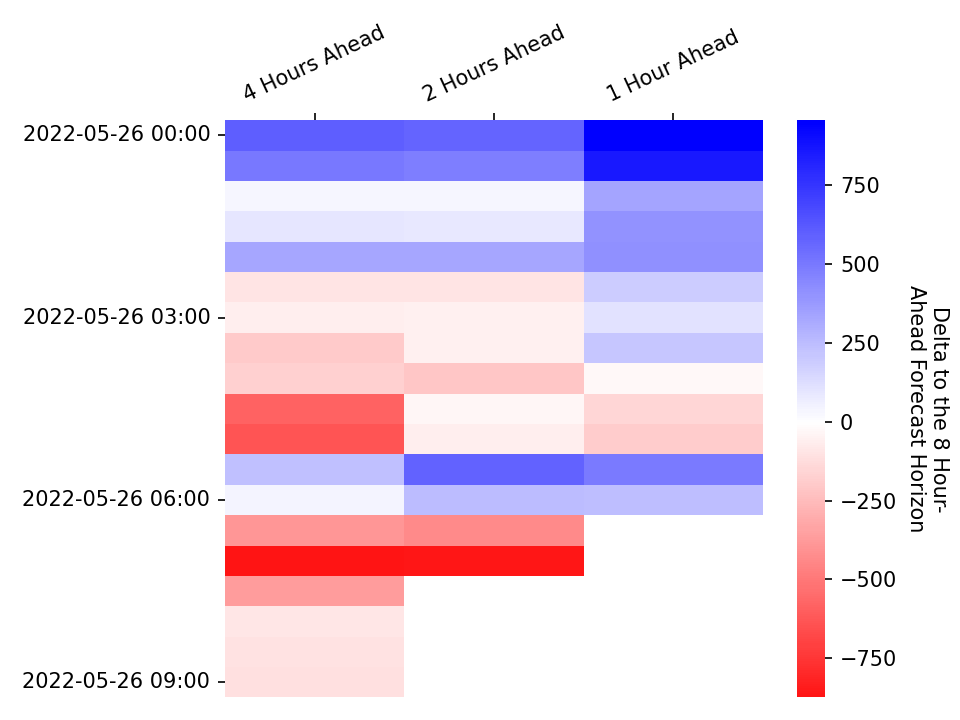 4 Hours Ahead
2 Hours Ahead
1 Hour Ahead
2022-05-26 00:00
2022-05-26 03:00
2022-05-26 06:00
2022-05-26 09:00
750
500
250
0
−250
−500
−750
Delta to the 8 Hour-
Ahead Forecast Horizon